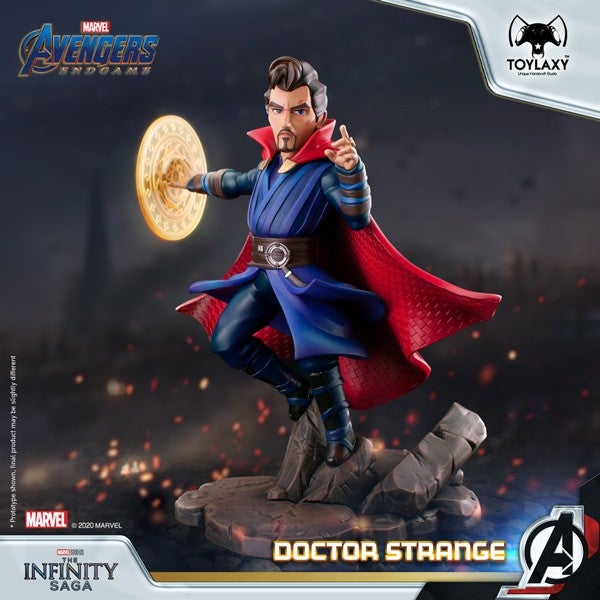 MARVEL
AVENGERS
ENDGAME
TOYLAXY
TM
Unique Handcraft Studio
* Prototype shown, final product may be slightly different
MARVEL © 2020 MARVEL
DOCTOR STRANGE
MARVEL STUDIOS
THE
INFINITY
SAGA